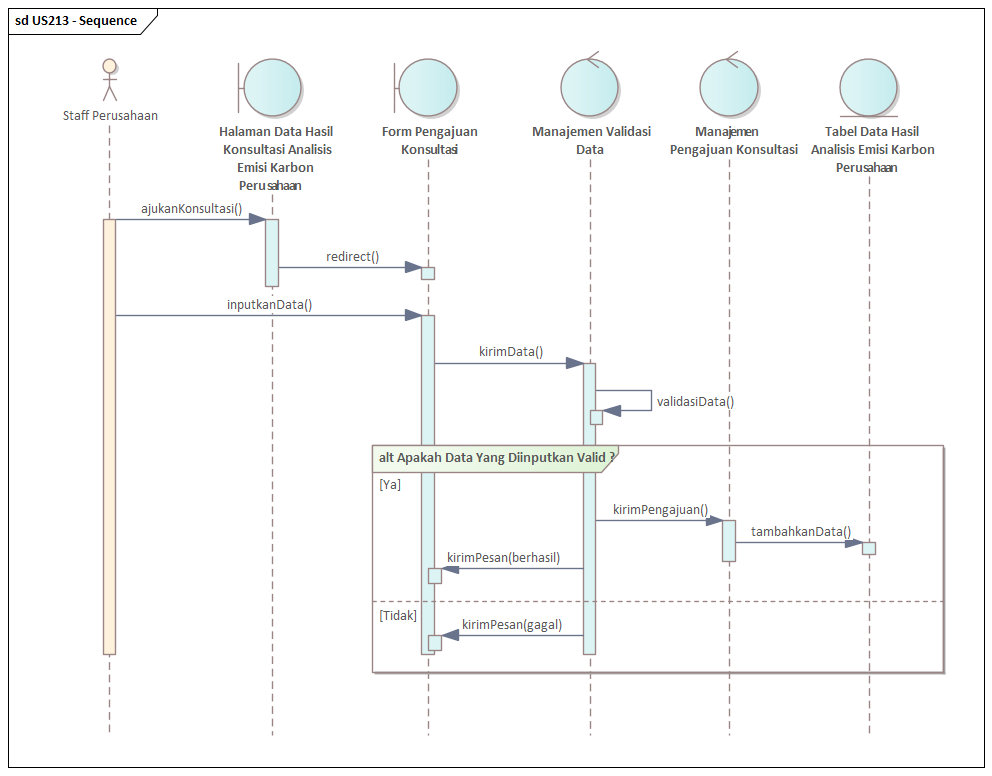 sd US213 - Sequence
Staff Perusahaan
Halaman Data Hasil
Konsultasi Analisis
Emisi Karbon
Perusahaan
Form Pengajuan
Konsultasi
Manajemen Validasi
Data
Manajemen
Pengajuan Konsultasi
Tabel Data Hasil
Analisis Emisi Karbon
Perusahaan
ajukanKonsultasi()
redirect()
inputkanData()
kirimData()
validasiData()
alt Apakah Data Yang Diinputkan Valid ?
[Ya]
kirimPengajuan()
tambahkanData()
kirimPesan(berhasil)
[Tidak]
kirimPesan(gagal)